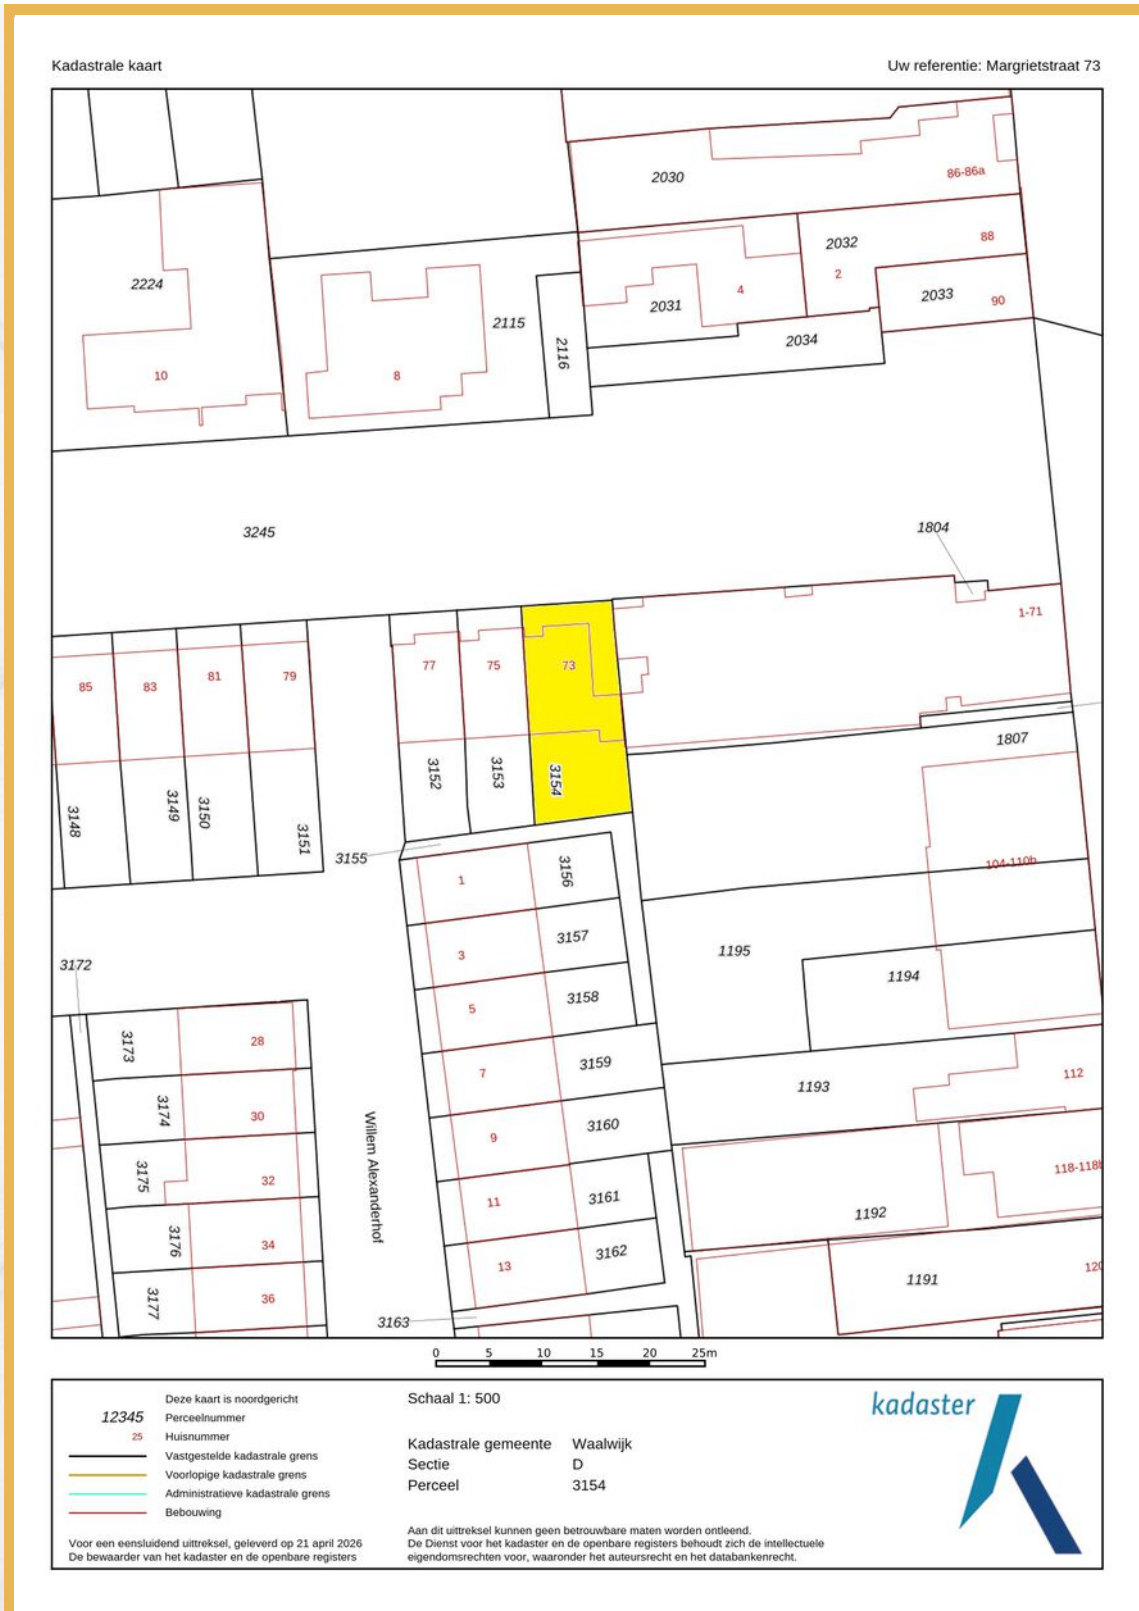 Kadastrale kaart
Uw referentie: Margrietstraat 73
2030
86-86a
2032
88
2224
2
4
2033
90
2031
2115
2034
2116
10
8
3245
1804
1-71
77
75
73
85
83
81
79
1807
3152
3153
3154
3148
3149
3150
3151
3155
1
3156
104-110b
3
3157
1195
1194
3172
5
3158
3173
28
7
3159
1193
112
3174
30
Willem Alexanderhof
9
3160
3175
32
11
3161
118-118b
1192
3176
34
13
3162
1191
120
3177
36
3163
0 5 10 15 20 25m
Deze kaart is noordgericht
12345 Perceelnummer
25 Huisnummer
Vastgestelde kadastrale grens
Voorlopige kadastrale grens
Administratieve kadastrale grens
Bebouwing
Voor een eensluidend uittreksel, geleverd op 21 april 2026
De bewaarder van het kadaster en de openbare registers
Schaal 1: 500
Kadastrale gemeente Waalwijk
Sectie D
Perceel 3154
Aan dit uittreksel kunnen geen betrouwbare maten worden ontleend.
De Dienst voor het kadaster en de openbare registers behoudt zich de intellectuele
eigendomsrechten voor, waaronder het auteursrecht en het databankenrecht.
kadaster